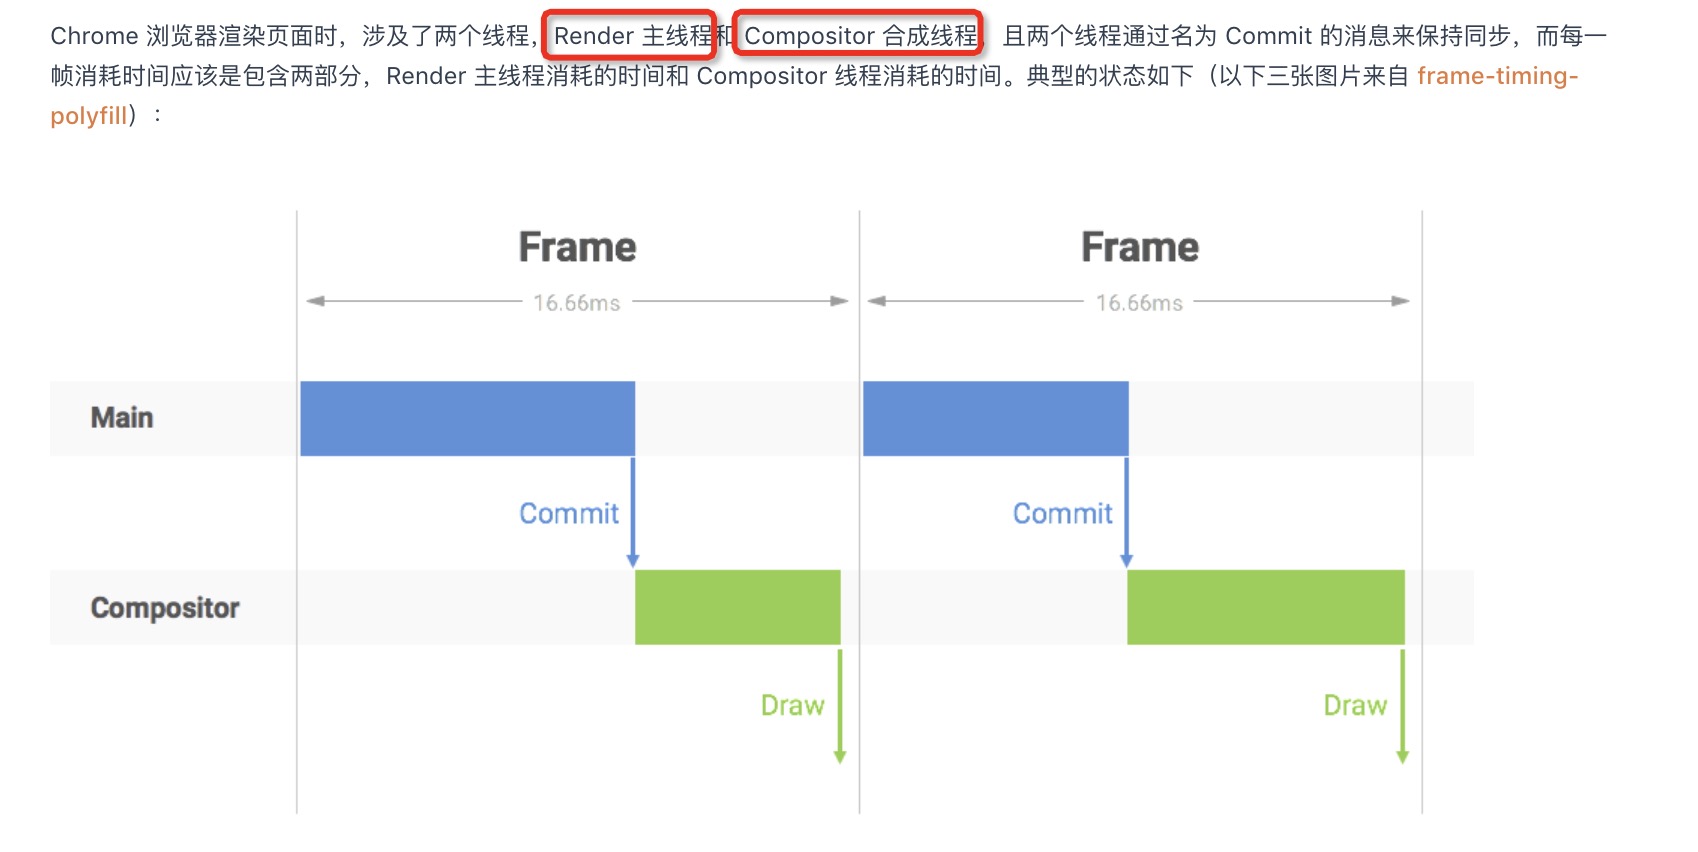 Chrome 浏览器渲染页面时，涉及了两个线程，Render 主线程和 Compositor 合成线程，且两个线程通过名为 Commit 的消息来保持同步，而每一
帧消耗时间应该是包含两部分，Render 主线程消耗的时间和 Compositor 线程消耗的时间。典型的状态如下（以下三张图片来自 frame-timing-
polyfill）：
Frame Frame
16.66ms 16.66ms
Main
Commit Commit
Compositor
Draw Draw